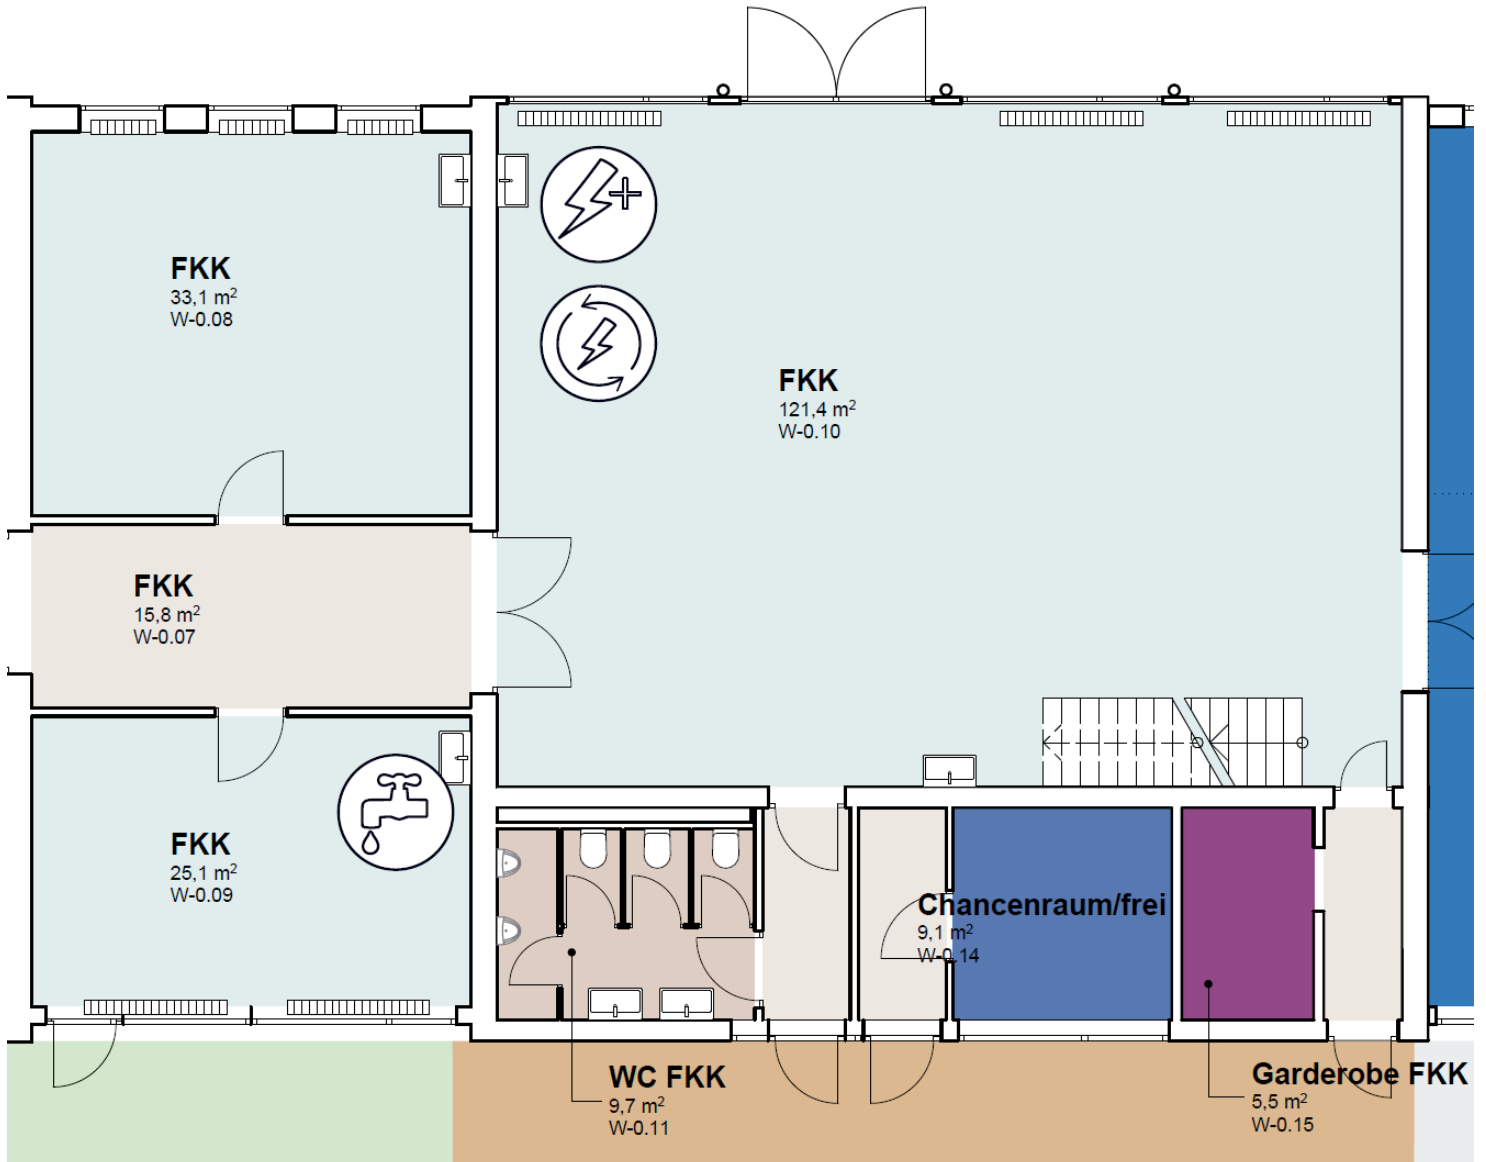 FKK
33,1 m²
W-0.08
FKK
121,4 m²
W-0.10
FKK
15,8 m²
W-0.07
FKK
25,1 m²
W-0.09
Chancenraum/frei
9,1 m²
W-0.14
WC FKK
9,7 m²
W-0.11
Garderobe FKK
5,5 m²
W-0.15